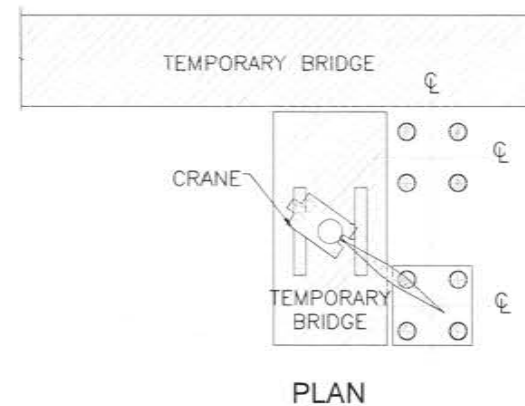 TEMPORARY BRIDGE
℄
℄
CRANE
℄
TEMPORARY
BRIDGE
PLAN